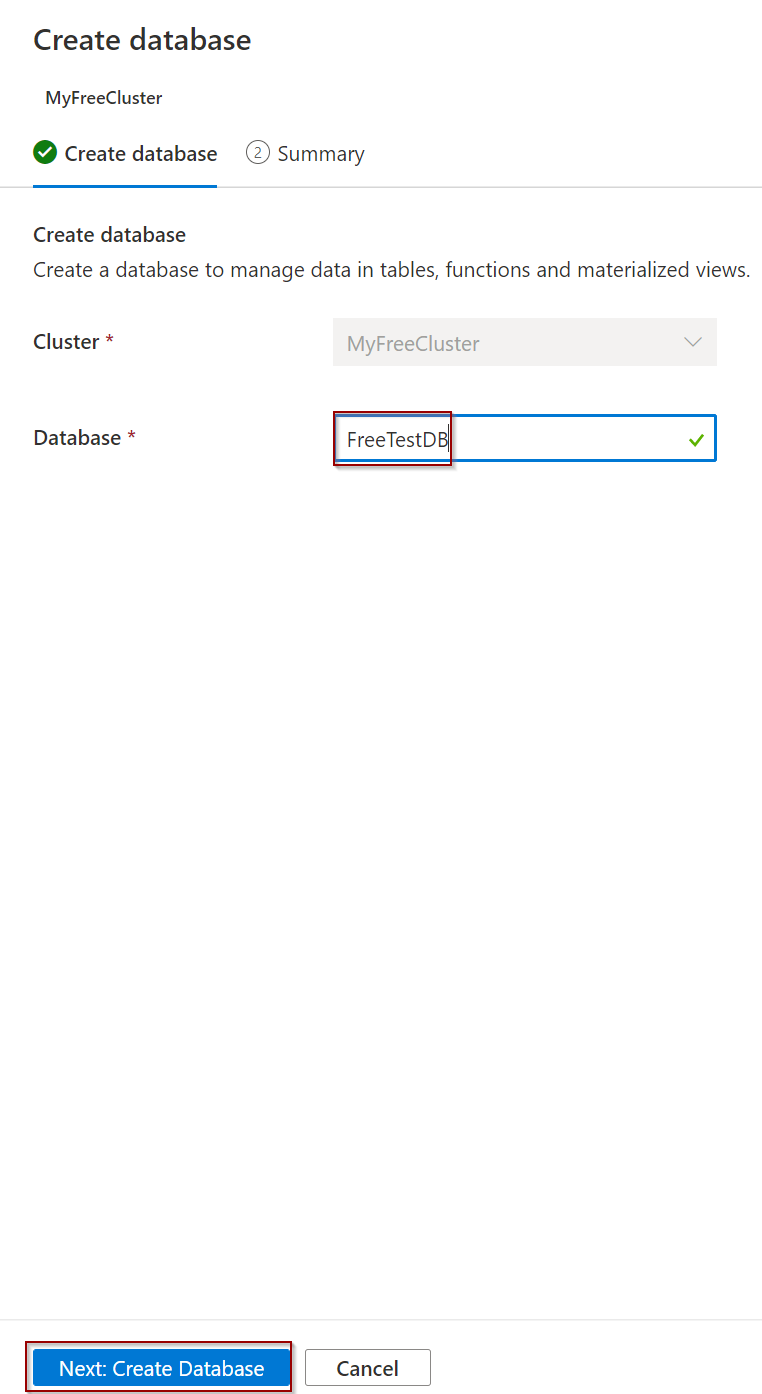 Create database
MyFreeCluster
Create database 2 Summary
Create database
Create a database to manage data in tables, functions and materialized views.
Cluster * MyFreeCluster
Database * FreeTestDB
Next: Create Database Cancel